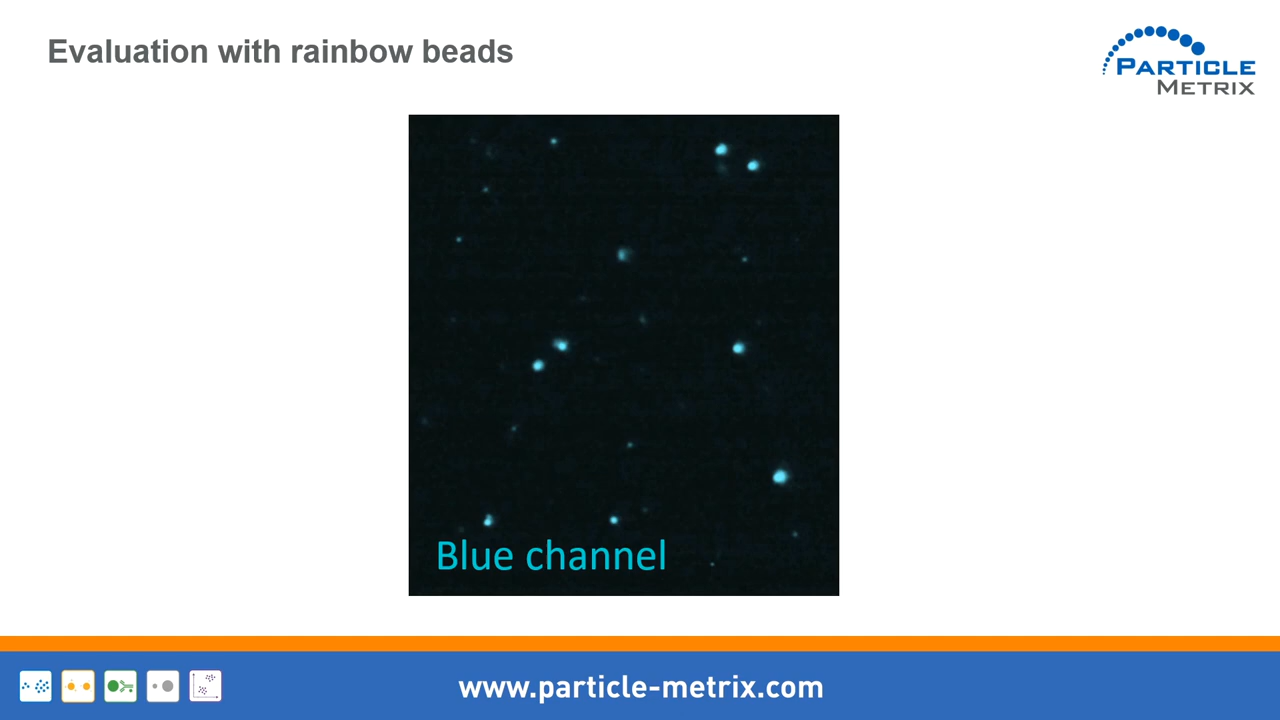 Evaluation with rainbow beads
PARTICLE
METRIX
Blue channel
www.particle-metrix.com